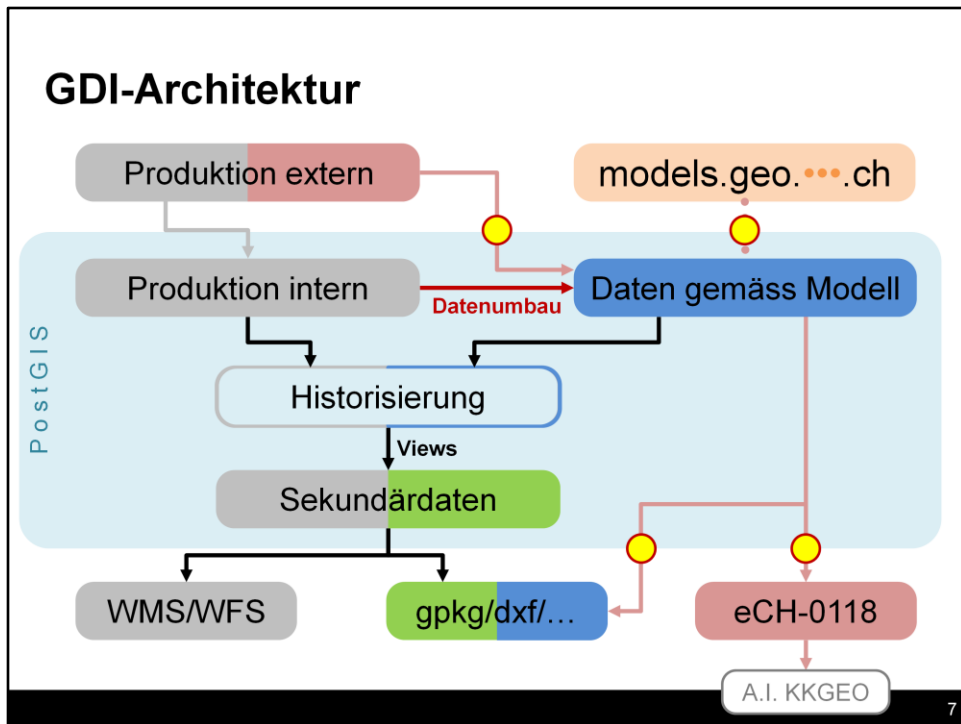 GDI-Architektur
Produktion extern
models.geo.•••.ch
Produktion intern
Datenumbau
Daten gemäss Modell
PostGIS
Historisierung
Views
Sekundärdaten
WMS/WFS
gpkg/dxf/…
eCH-0118
A.I. KKGEO
7